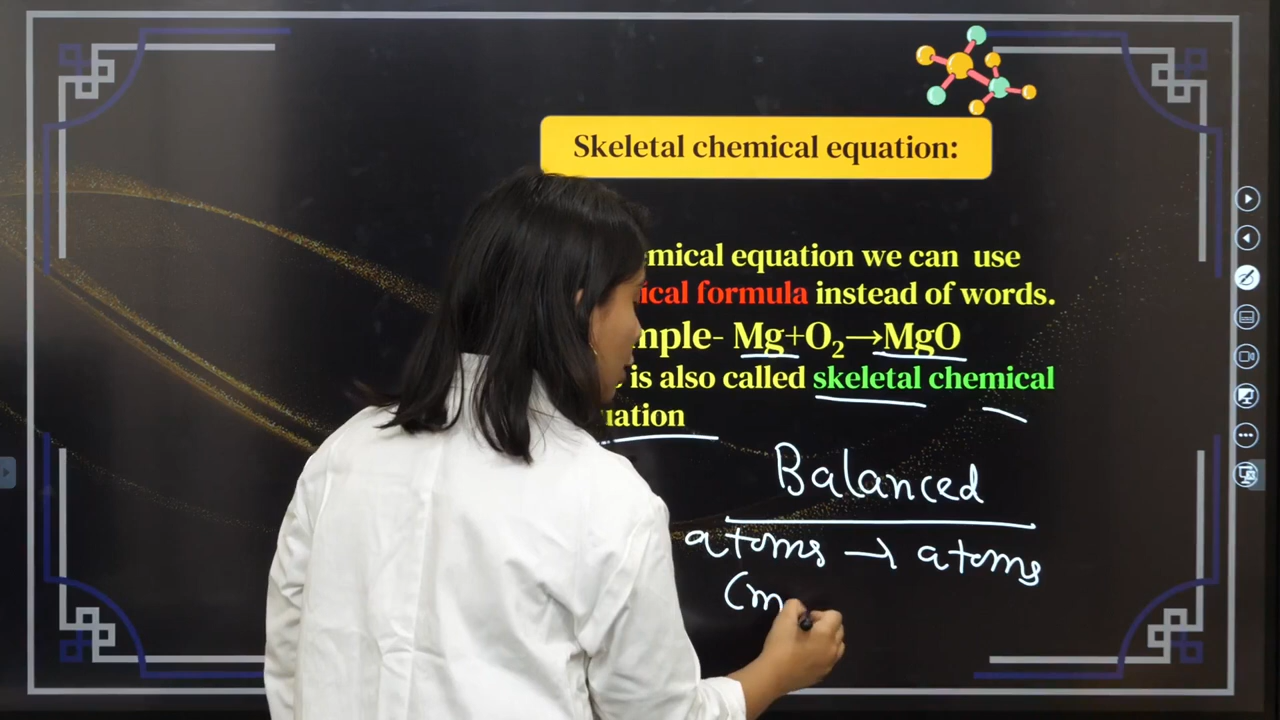 Skeletal chemical equation:
emical equation we can use
ical formula instead of words.
mple- Mg+O₂→MgO
is also called skeletal chemical
uation
Balanced
atoms → atoms
(m